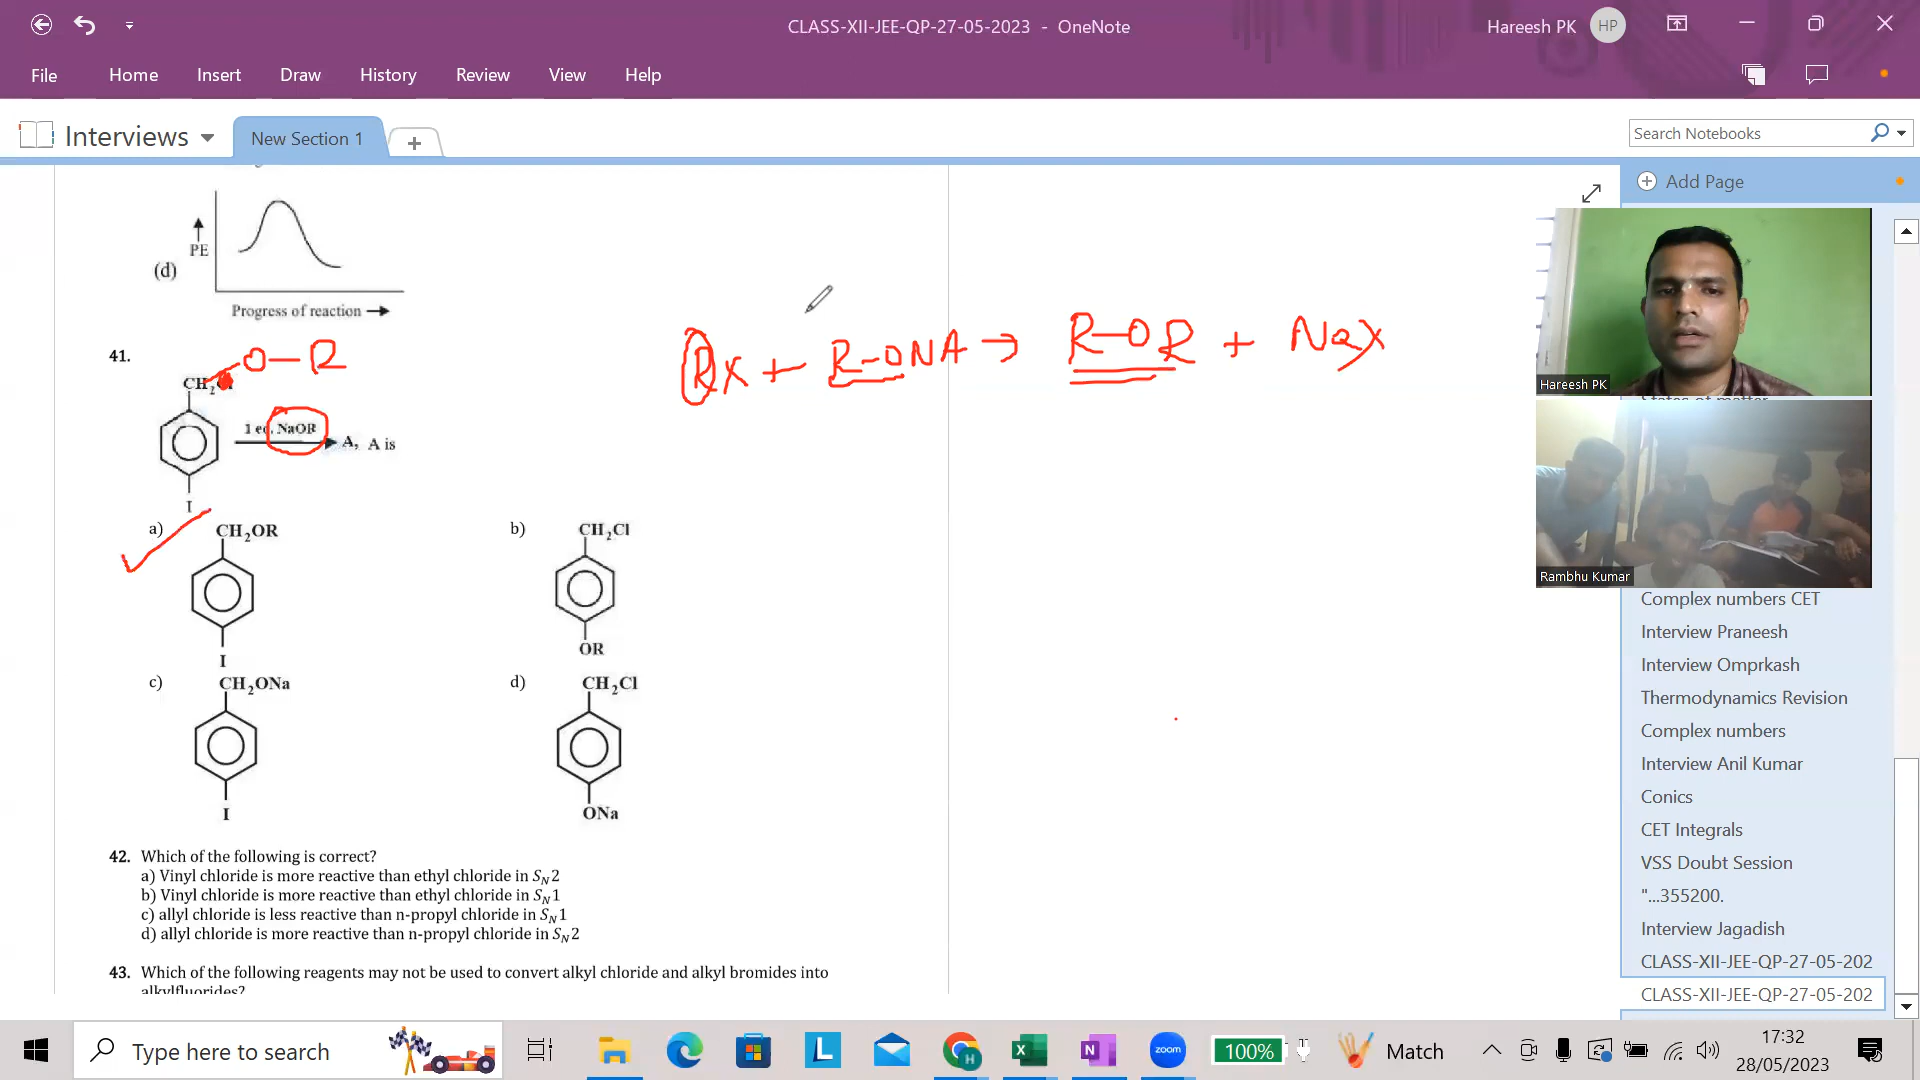 CLASS-XII-JEE-QP-27-05-2023 - OneNote
Hareesh PK
HP
File Home Insert Draw History Review View Help
Interviews
New Section 1
+
Search Notebooks
Add Page
PE
(d)
Progress of reaction
RX + R-ONA → R-OR + NaX
41.
O-R
CH2
1 eq. NaOR
A, A is
I
a) CH2OR
I
b) CH2Cl
OR
c) CH2ONa
I
d) CH2Cl
ONa
42. Which of the following is correct?
a) Vinyl chloride is more reactive than ethyl chloride in SN2
b) Vinyl chloride is more reactive than ethyl chloride in SN1
c) allyl chloride is less reactive than n-propyl chloride in SN1
d) allyl chloride is more reactive than n-propyl chloride in SN2
43. Which of the following reagents may not be used to convert alkyl chloride and alkyl bromides into
alkylfluorides?
Hareesh PK
States of matter
Rambhu Kumar
Complex numbers CET
Interview Praneesh
Interview Omprkash
Thermodynamics Revision
Complex numbers
Interview Anil Kumar
Conics
CET Integrals
VSS Doubt Session
"...355200.
Interview Jagadish
CLASS-XII-JEE-QP-27-05-202
CLASS-XII-JEE-QP-27-05-202
Type here to search
L
H
X
N
zoom
100%
Match
17:32
28/05/2023